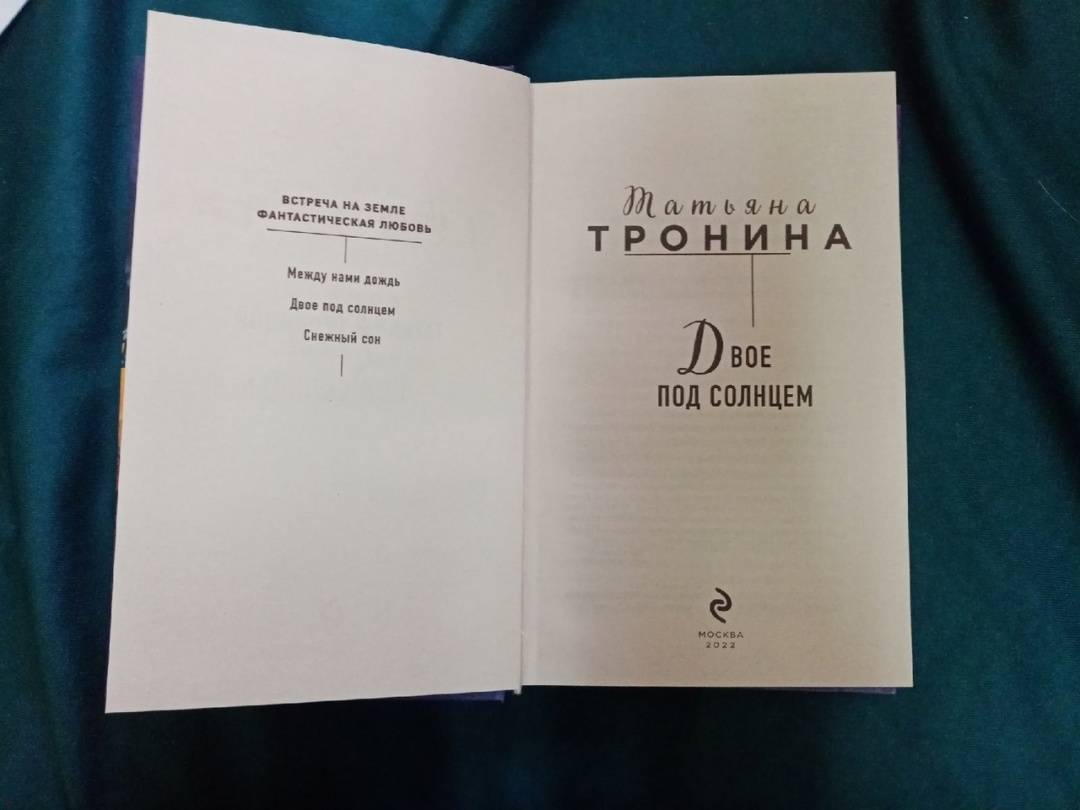 ВСТРЕЧА НА ЗЕМЛЕ
ФАНТАСТИЧЕСКАЯ ЛЮБОВЬ
Между нами дождь
Двое под солнцем
Снежный сон
Татьяна
ТРОНИНА
Двое
ПОД СОЛНЦЕМ
МОСКВА
2022